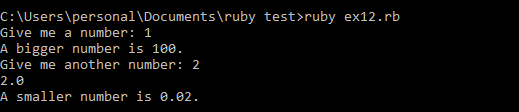 C:\Users\personal\Documents\ruby test>ruby ex12.rb
Give me a number: 1
A bigger number is 100.
Give me another number: 2
2.0
A smaller number is 0.02.